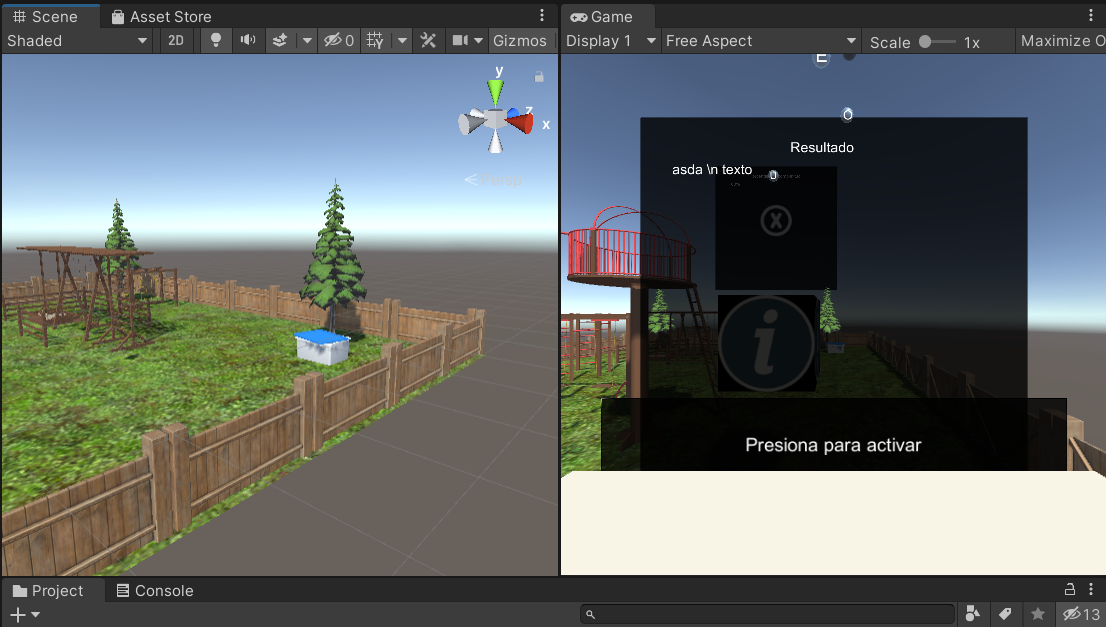 Scene
Asset Store
Game
Shaded
2D
0
Gizmos
Display 1
Free Aspect
Scale
1x
Maximize O
y
z
x
Persp
E
O
Resultado
asda \n texto
X
i
Presiona para activar
Project
Console
13